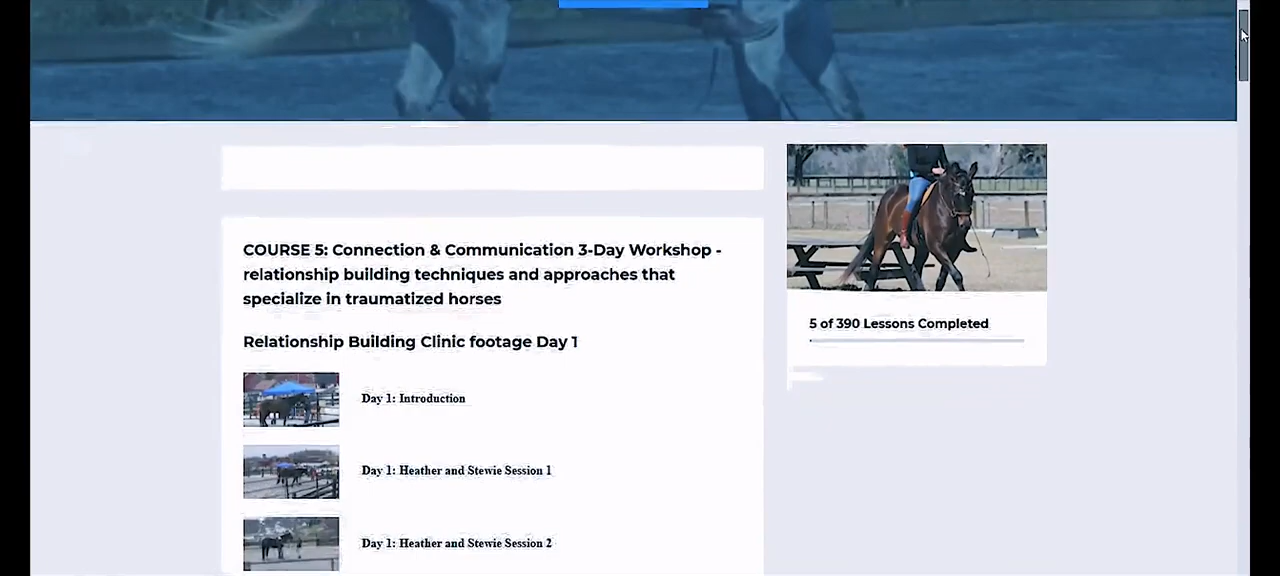 COURSE 5: Connection & Communication 3-Day Workshop -
relationship building techniques and approaches that
specialize in traumatized horses
Relationship Building Clinic footage Day 1
Day 1: Introduction
Day 1: Heather and Stewie Session 1
Day 1: Heather and Stewie Session 2
5 of 390 Lessons Completed